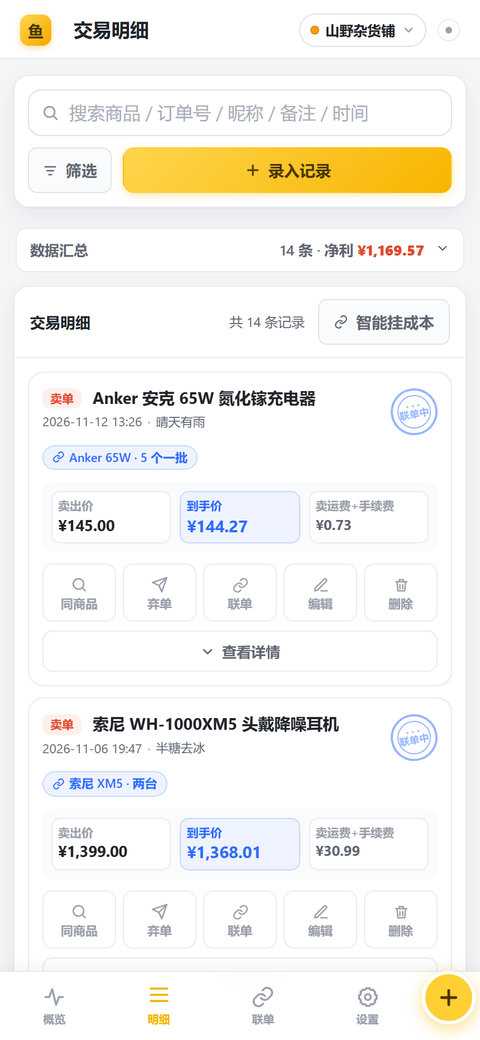 鱼 交易明细 山野杂货铺
搜索商品 / 订单号 / 昵称 / 备注 / 时间
筛选 + 录入记录
数据汇总 14 条 · 净利 ¥1,169.57
交易明细 共 14 条记录 智能挂成本
卖单 Anker 安克 65W 氮化镓充电器
联单中
2026-11-12 13:26 · 晴天有雨
Anker 65W · 5 个一批
卖出价 到手价 卖运费+手续费
¥145.00 ¥144.27 ¥0.73
同商品 弃单 联单 编辑 删除
查看详情
卖单 索尼 WH-1000XM5 头戴降噪耳机
联单中
2026-11-06 19:47 · 半糖去冰
索尼 XM5 · 两台
卖出价 到手价 卖运费+手续费
¥1,399.00 ¥1,368.01 ¥30.99
同商品 弃单 联单 编辑 删除
概览 明细 联单 设置 +